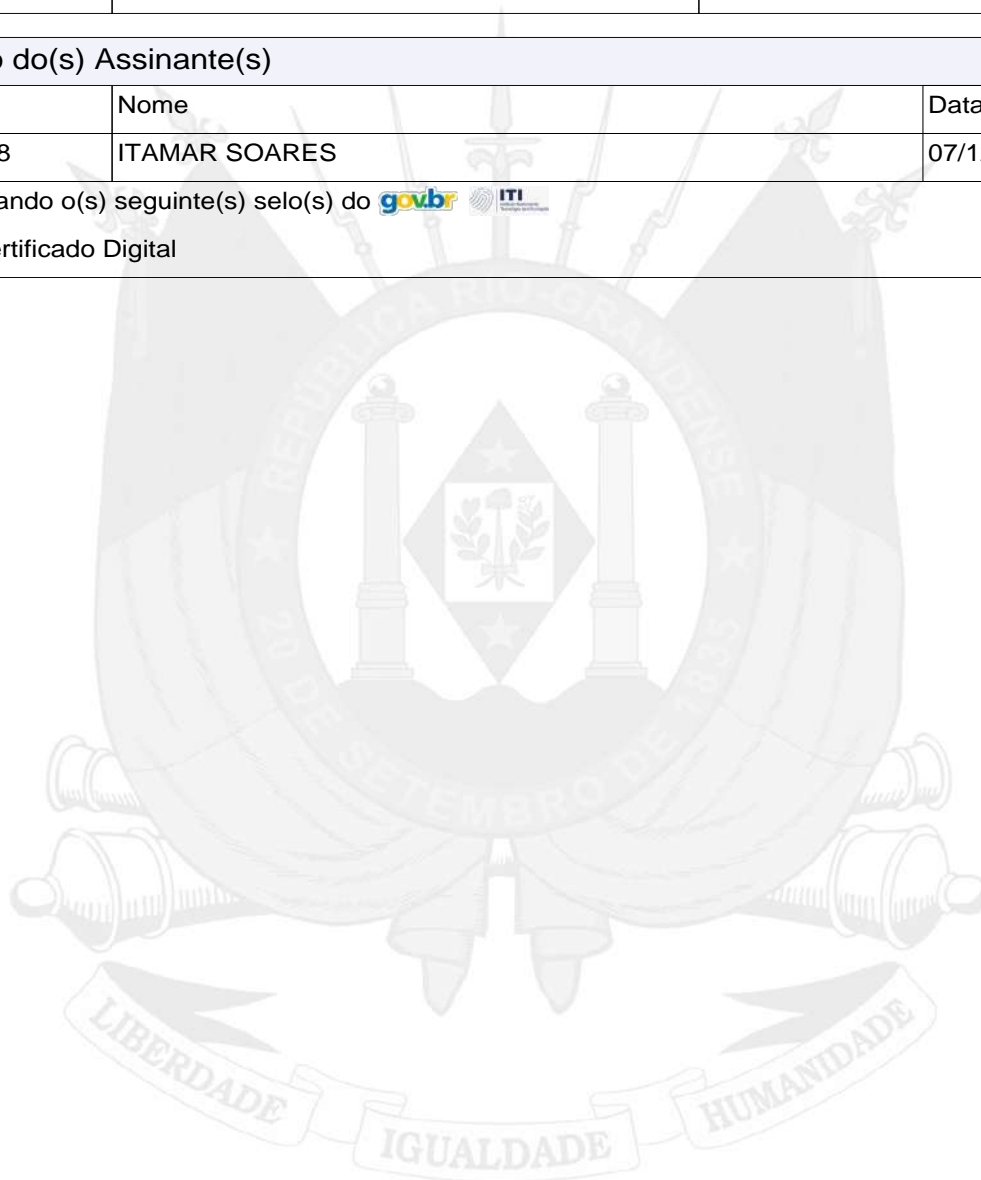 o do(s) Assinante(s)
Nome Data
8 ITAMAR SOARES 07/1
ando o(s) seguinte(s) selo(s) do gov.br ITI
ertificado Digital
REPÚBLICA RIO-GRANDENSE
20 DE SETEMBRO DE 1835
LIBERDADE IGUALDADE HUMANIDADE